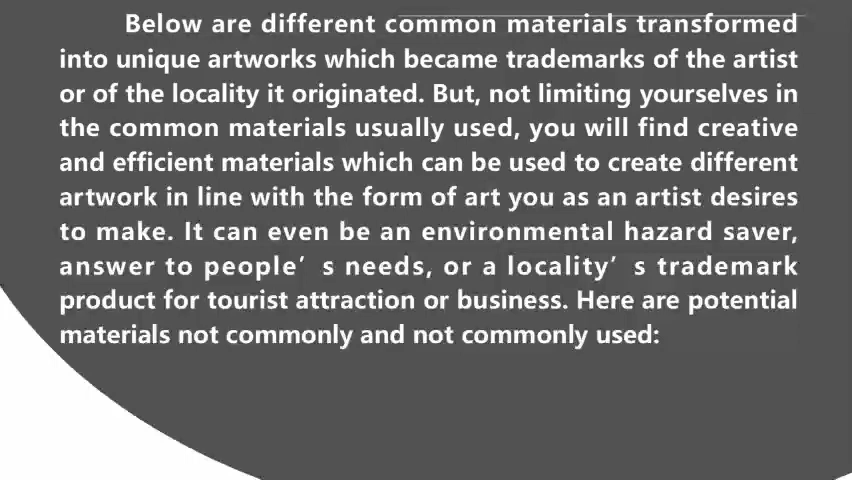 Below are different common materials transformed
into unique artworks which became trademarks of the artist
or of the locality it originated. But, not limiting yourselves in
the common materials usually used, you will find creative
and efficient materials which can be used to create different
artwork in line with the form of art you as an artist desires
to make. It can even be an environmental hazard saver,
answer to people’s needs, or a locality’s trademark
product for tourist attraction or business. Here are potential
materials not commonly and not commonly used: